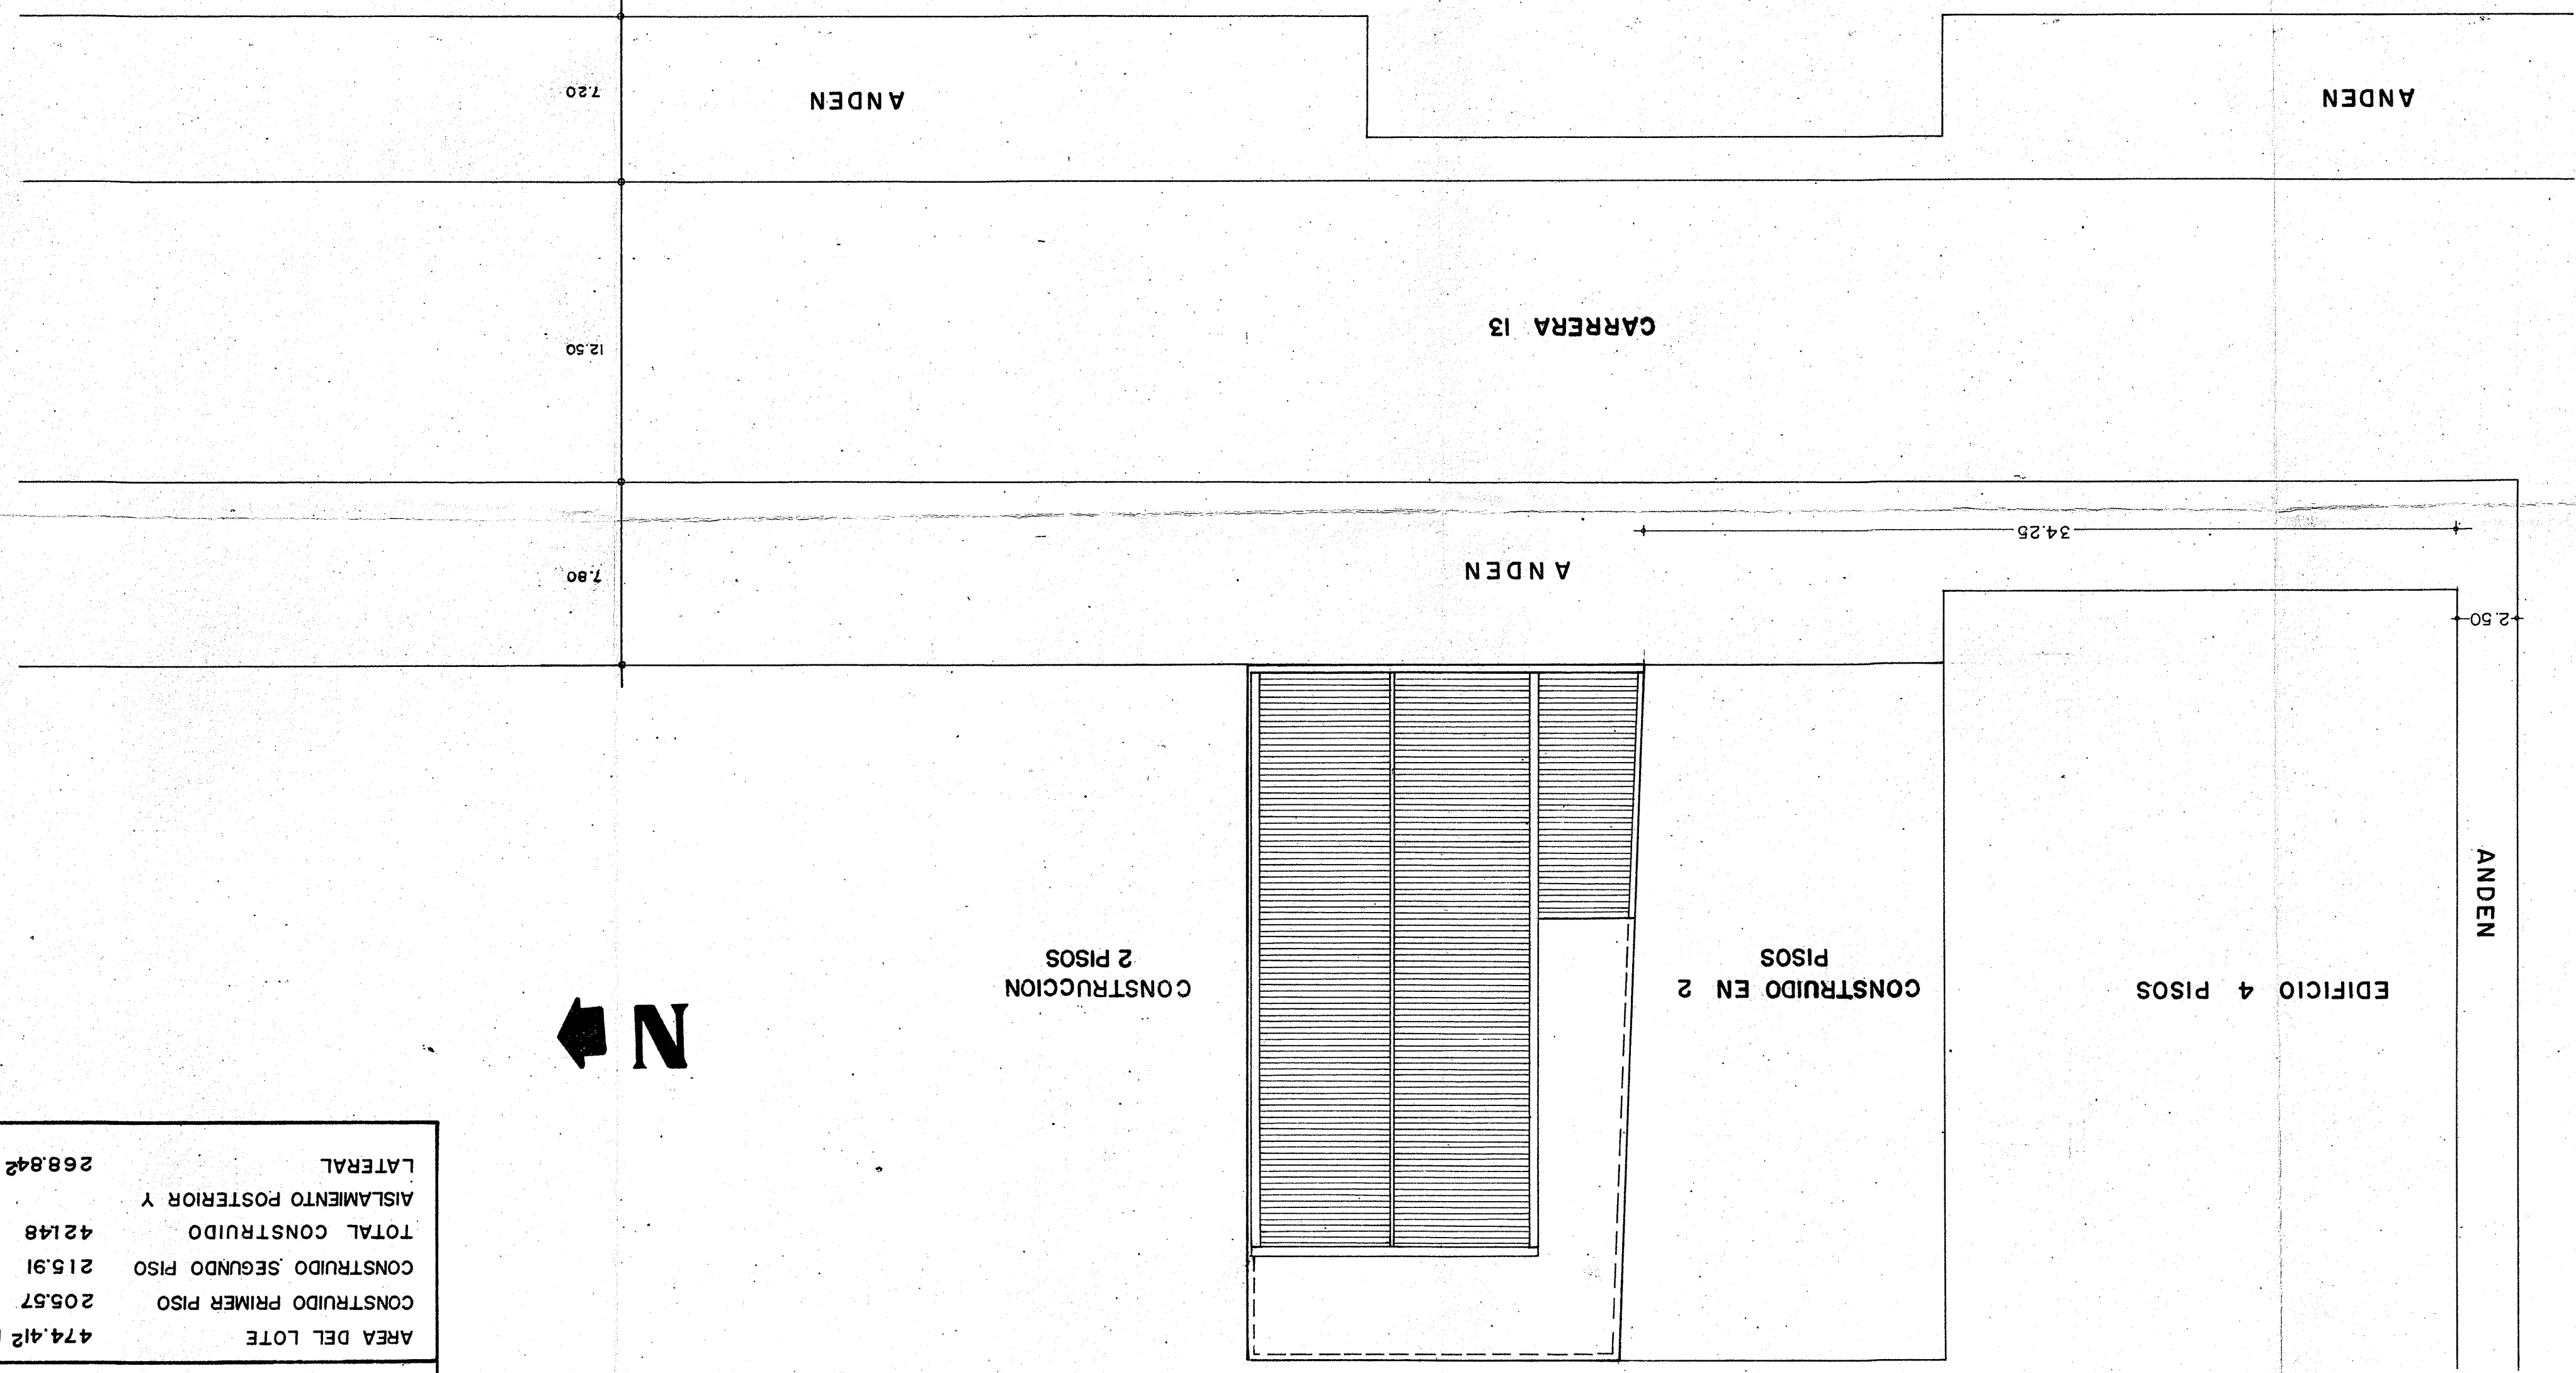 AREA DEL LOTE 474.41²
CONSTRUIDO PRIMER PISO 205.57
CONSTRUIDO SEGUNDO PISO 215.91
TOTAL CONSTRUIDO 42148
AISLAMIENTO POSTERIOR Y
LATERAL 268.84²
N
EDIFICIO 4 PISOS
CONSTRUIDO EN 2
PISOS
CONSTRUCCION
2 PISOS
ANDEN
2.50
34.25
ANDEN
7.80
CARRERA 13
12.50
ANDEN
ANDEN
7.20